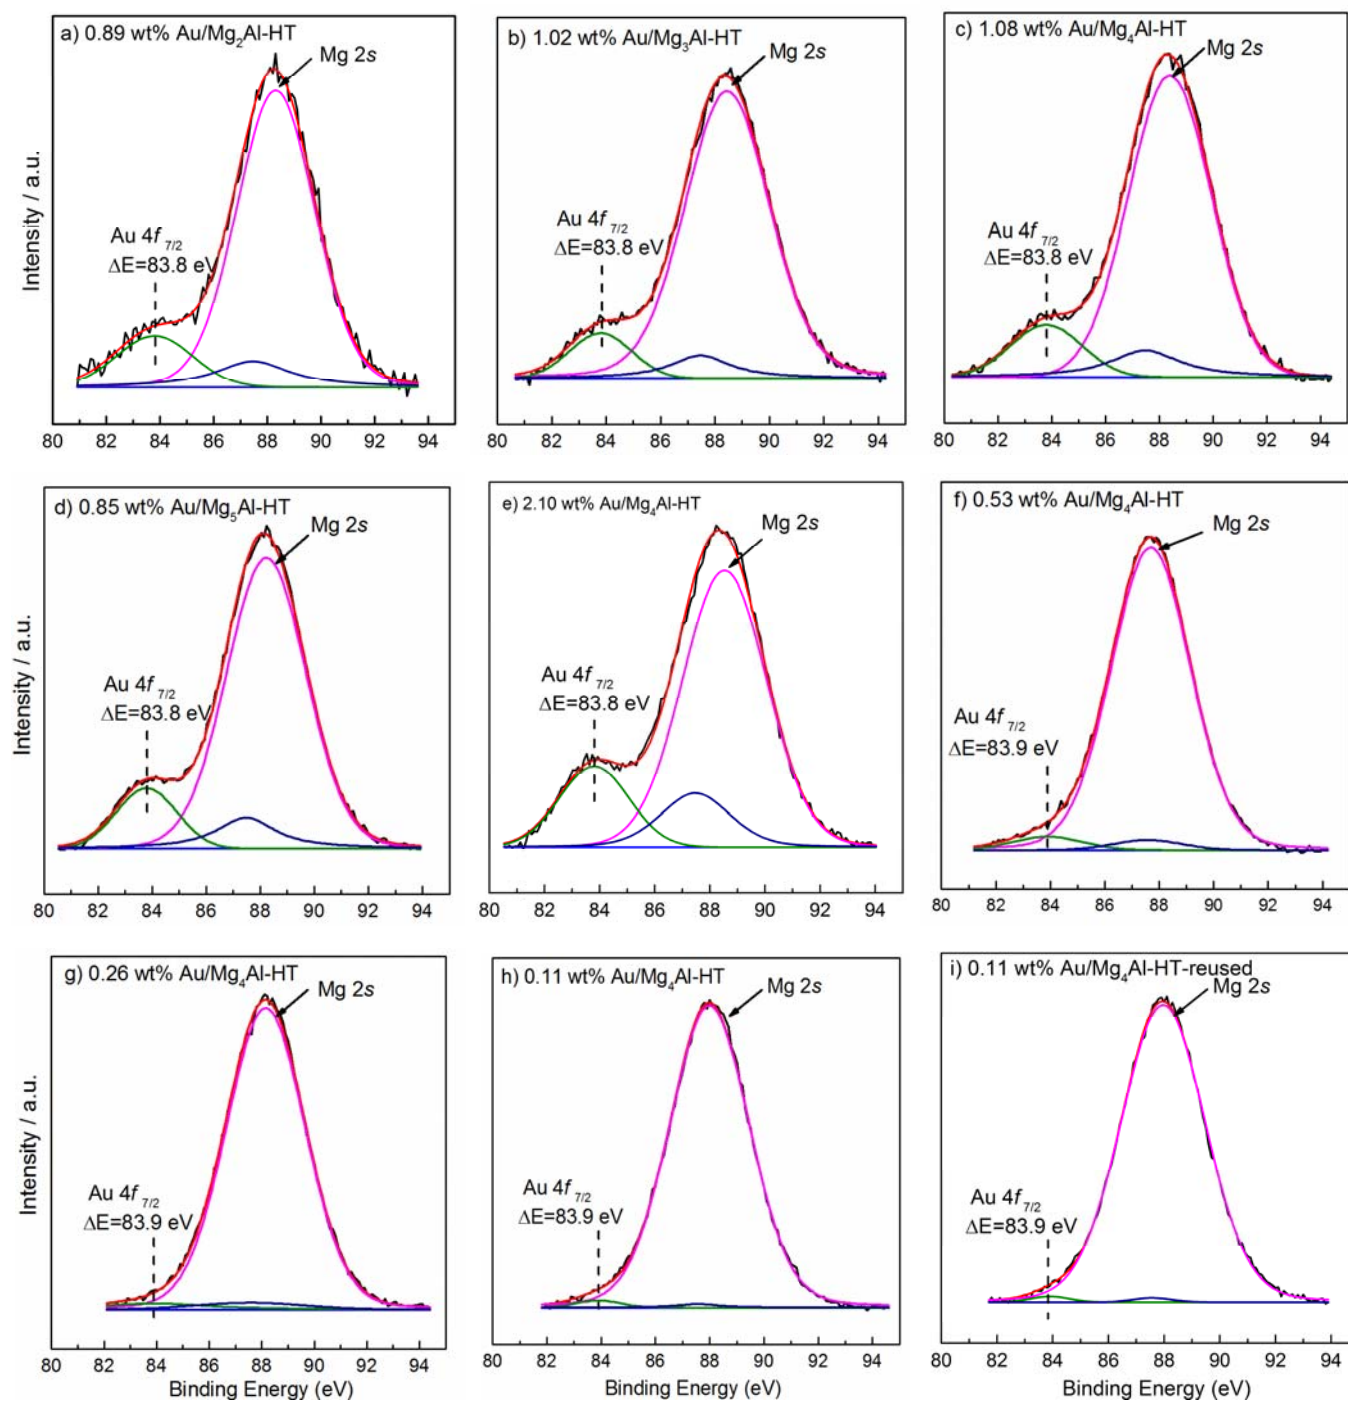 a) 0.89 wt% Au/Mg₂Al-HT
Mg 2s
Au 4f 7/2
ΔE=83.8 eV
Intensity / a.u.
80 82 84 86 88 90 92 94
b) 1.02 wt% Au/Mg₃Al-HT
Mg 2s
Au 4f 7/2
ΔE=83.8 eV
80 82 84 86 88 90 92 94
c) 1.08 wt% Au/Mg₄Al-HT
Mg 2s
Au 4f 7/2
ΔE=83.8 eV
80 82 84 86 88 90 92 94
d) 0.85 wt% Au/Mg₅Al-HT
Mg 2s
Au 4f 7/2
ΔE=83.8 eV
Intensity / a.u.
80 82 84 86 88 90 92 94
e) 2.10 wt% Au/Mg₄Al-HT
Mg 2s
Au 4f 7/2
ΔE=83.8 eV
80 82 84 86 88 90 92 94
f) 0.53 wt% Au/Mg₄Al-HT
Mg 2s
Au 4f 7/2
ΔE=83.9 eV
80 82 84 86 88 90 92 94
g) 0.26 wt% Au/Mg₄Al-HT
Mg 2s
Au 4f 7/2
ΔE=83.9 eV
Intensity / a.u.
80 82 84 86 88 90 92 94
Binding Energy (eV)
h) 0.11 wt% Au/Mg₄Al-HT
Mg 2s
Au 4f 7/2
ΔE=83.9 eV
80 82 84 86 88 90 92 94
Binding Energy (eV)
i) 0.11 wt% Au/Mg₄Al-HT-reused
Mg 2s
Au 4f 7/2
ΔE=83.9 eV
80 82 84 86 88 90 92 94
Binding Energy (eV)